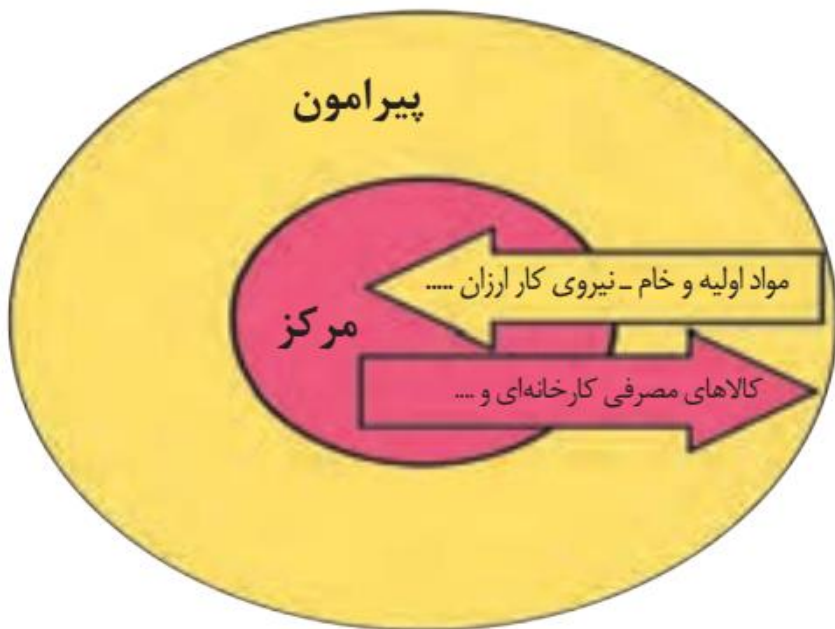 پیرامون
مواد اولیه و خام ـ نیروی کار ارزان .....
مرکز
کالاهای مصرفی کارخانه‌ای و ....